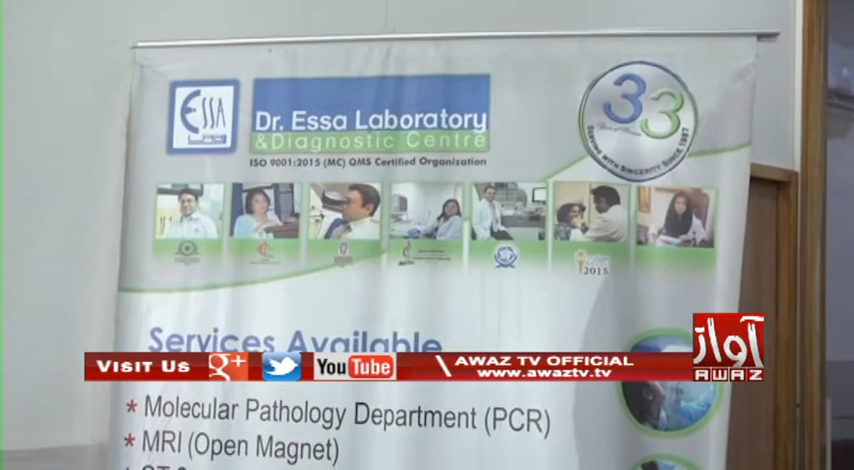 ESSA
Dr. Essa Laboratory
& Diagnostic Centre
ISO 9001:2015 (MC) QMS Certified Organization
33
SERVING WITH SINCERITY SINCE 1987
2015
Services Available
VISIT US g+ YouTube
AWAZ TV OFFICIAL
www.awaztv.tv
آواز
AWAZ
* Molecular Pathology Department (PCR)
* MRI (Open Magnet)